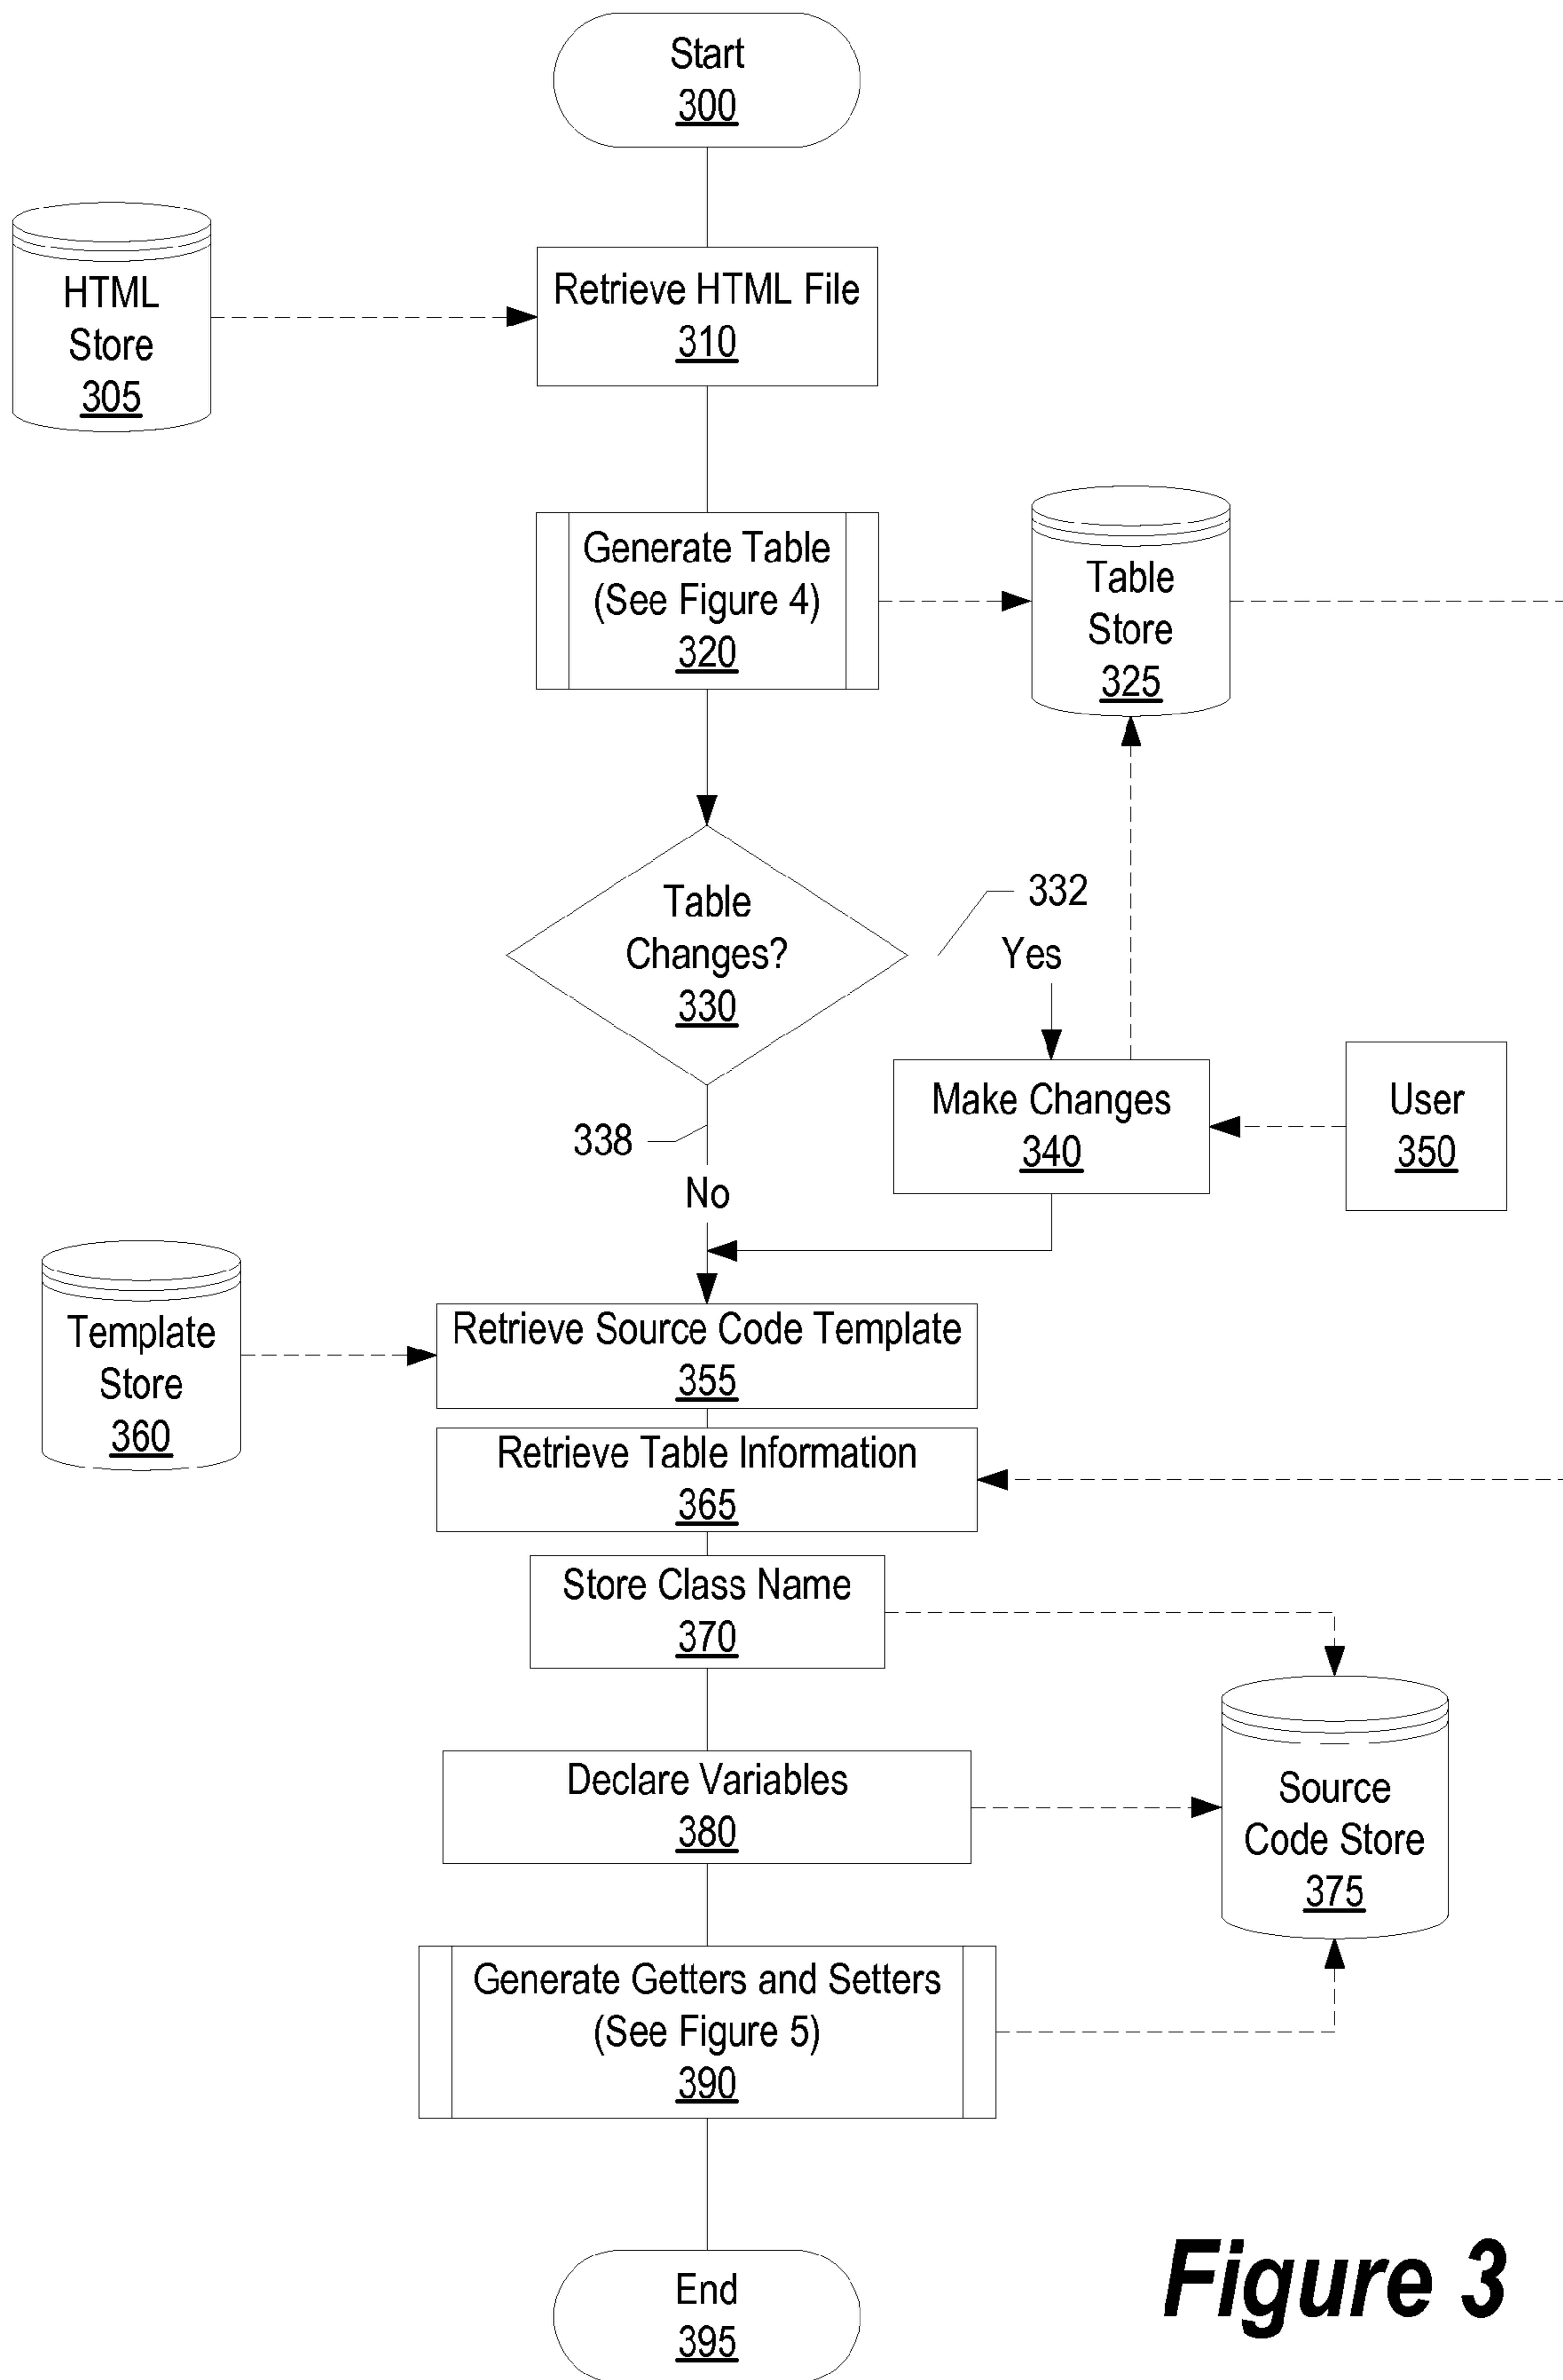 Start
300
HTML
Store
305
Retrieve HTML File
310
Generate Table
(See Figure 4)
320
Table
Store
325
Table
Changes?
330
332
Yes
338
No
Make Changes
340
User
350
Template
Store
360
Retrieve Source Code Template
355
Retrieve Table Information
365
Store Class Name
370
Declare Variables
380
Source
Code Store
375
Generate Getters and Setters
(See Figure 5)
390
End
395
Figure 3